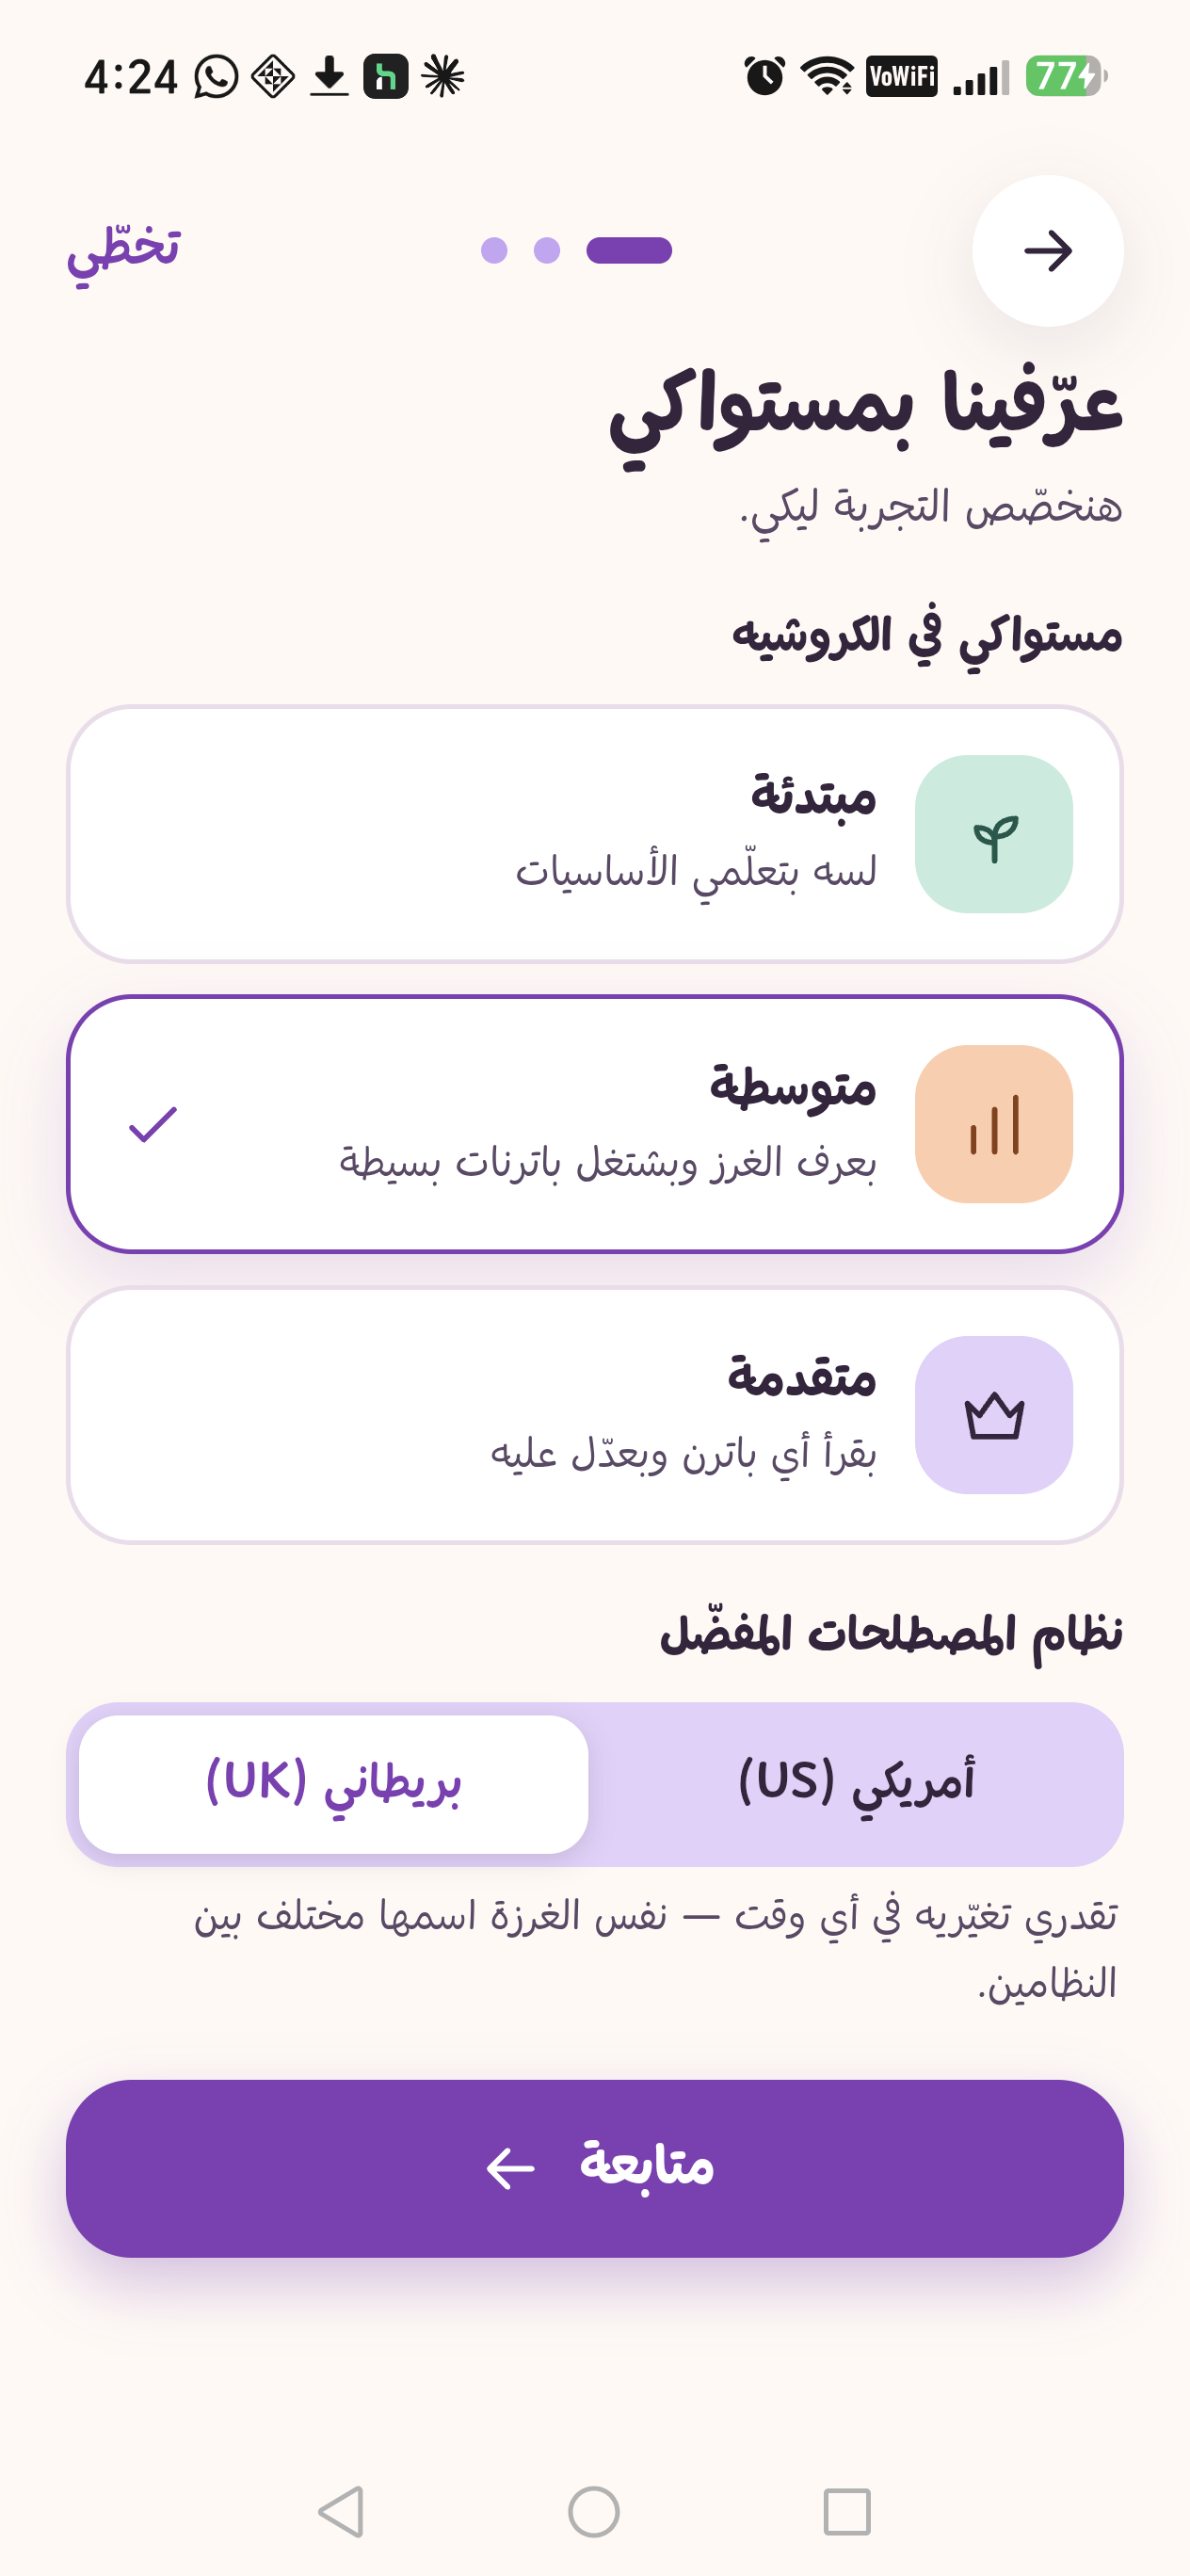 4:24
VoWiFi
77
تخطّي
عرّفينا بمستواكي
هنخصّص التجربة ليكي.
مستواكي في الكروشيه
مبتدئة
لسه بتعلّمي الأساسيات
متوسطة
بعرف الغرز وبشتغل باترنات بسيطة
متقدمة
بقرأ أي باترن وبعدّل عليه
نظام المصطلحات المفضّل
أمريكي (US)
بريطاني (UK)
تقدري تغيّريه في أي وقت — نفس الغرزة اسمها مختلف بين
النظامين.
متابعة